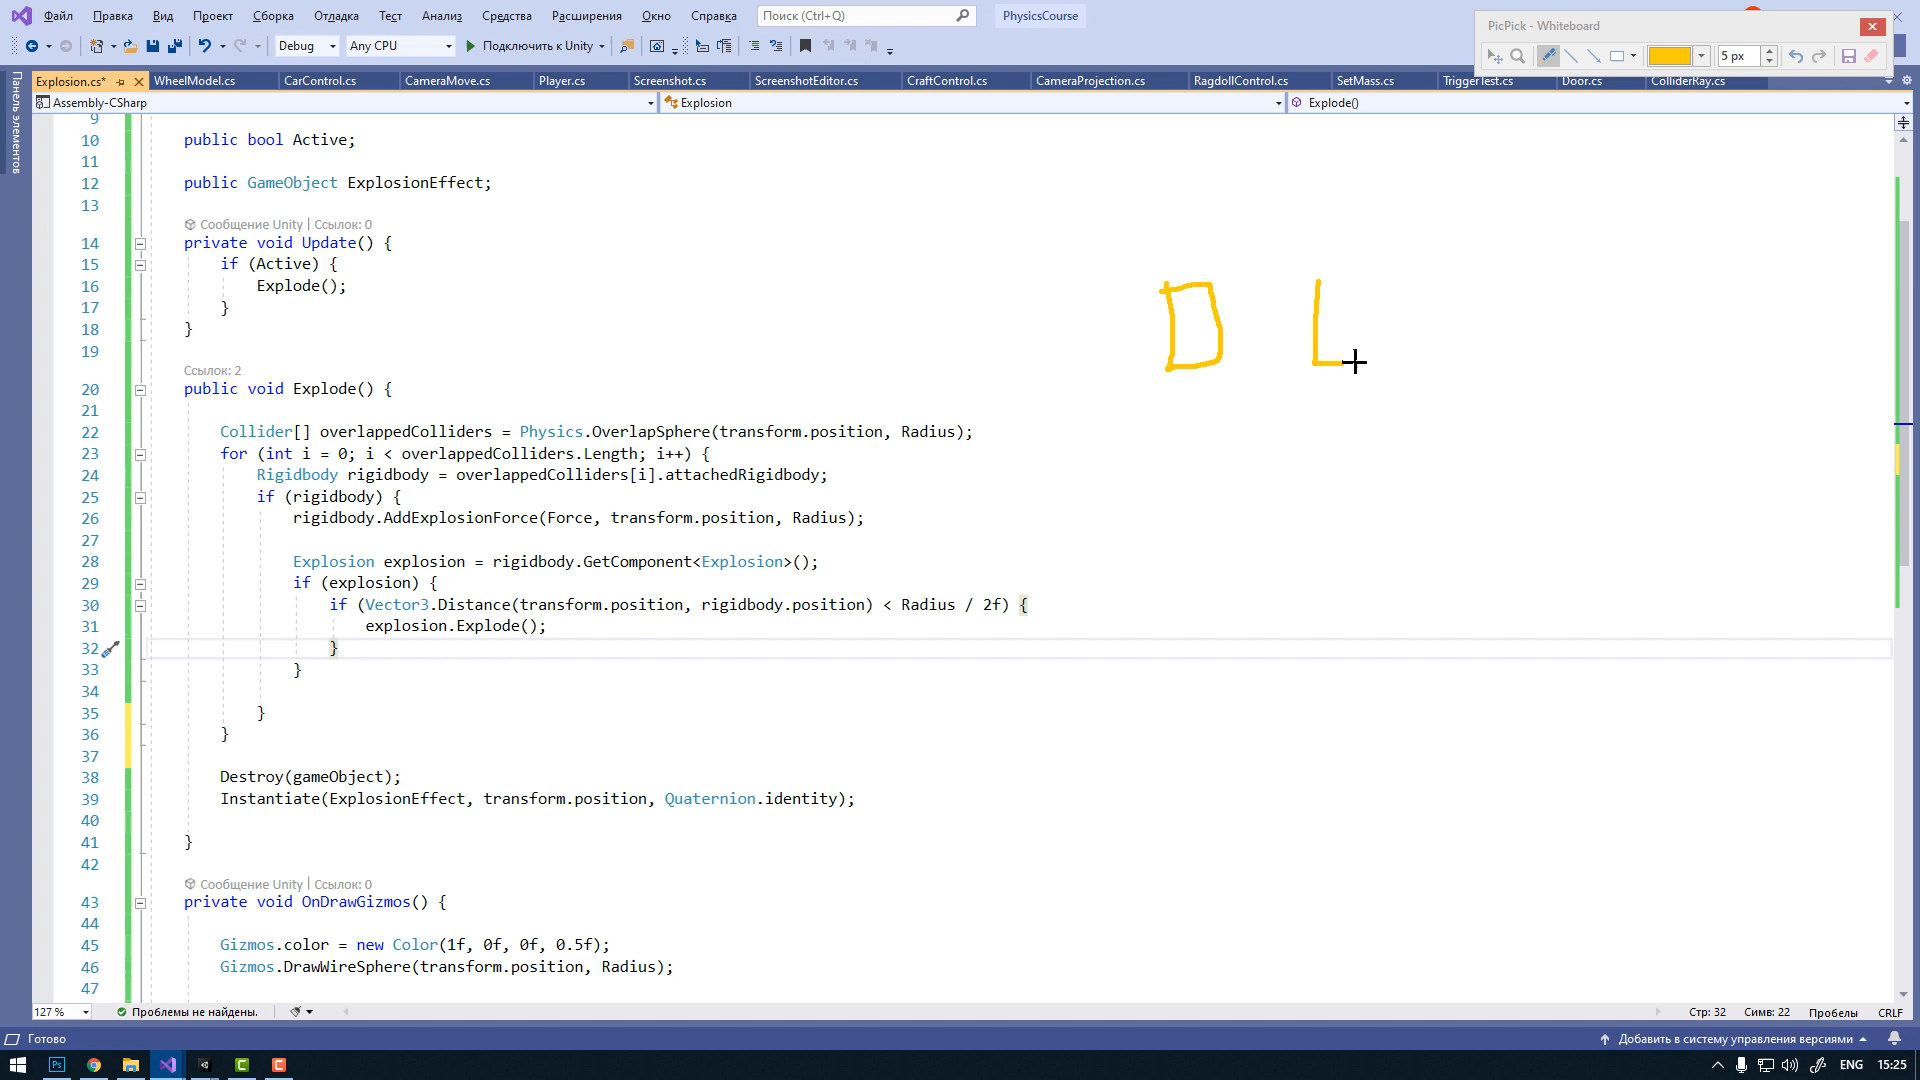 Файл Правка Вид Проект Сборка Отладка Тест Анализ Средства Расширения Окно Справка Поиск (Ctrl+Q) PhysicsCourse
PicPick - Whiteboard
Debug Any CPU Подключить к Unity
5 px
Explosion.cs* WheelModel.cs CarControl.cs CameraMove.cs Player.cs Screenshot.cs ScreenshotEditor.cs CraftControl.cs CameraProjection.cs RagdollControl.cs SetMass.cs TriggerTest.cs Door.cs ColliderRay.cs
Панель элементов
Assembly-CSharp Explosion Explode()
9
10 public bool Active;
11
12 public GameObject ExplosionEffect;
13
Сообщение Unity | Ссылок: 0
14 private void Update() {
15 if (Active) {
16 Explode();
17 }
18 }
19
Ссылок: 2
20 public void Explode() {
21
22 Collider[] overlappedColliders = Physics.OverlapSphere(transform.position, Radius);
23 for (int i = 0; i < overlappedColliders.Length; i++) {
24 Rigidbody rigidbody = overlappedColliders[i].attachedRigidbody;
25 if (rigidbody) {
26 rigidbody.AddExplosionForce(Force, transform.position, Radius);
27
28 Explosion explosion = rigidbody.GetComponent<Explosion>();
29 if (explosion) {
30 if (Vector3.Distance(transform.position, rigidbody.position) < Radius / 2f) {
31 explosion.Explode();
32 }
33 }
34
35 }
36 }
37
38 Destroy(gameObject);
39 Instantiate(ExplosionEffect, transform.position, Quaternion.identity);
40
41 }
42
Сообщение Unity | Ссылок: 0
43 private void OnDrawGizmos() {
44
45 Gizmos.color = new Color(1f, 0f, 0f, 0.5f);
46 Gizmos.DrawWireSphere(transform.position, Radius);
47
127 % Проблемы не найдены. Стр: 32 Симв: 22 Пробелы CRLF
Готово Добавить в систему управления версиями
Ps C C ENG 15:25